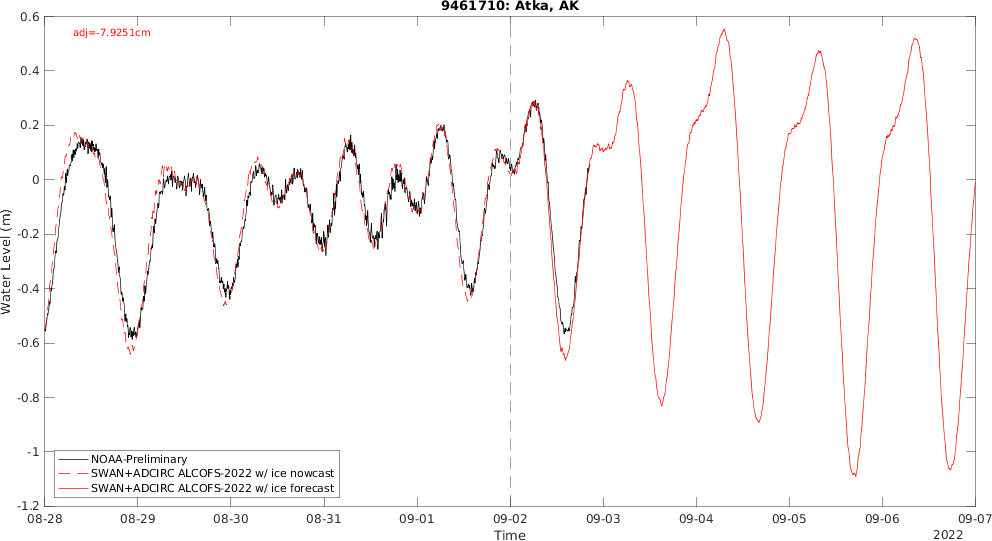 9461710: Atka, AK
adj=-7.9251cm
0.6
0.4
0.2
0
-0.2
-0.4
-0.6
-0.8
-1
-1.2
Water Level (m)
NOAA-Preliminary
SWAN+ADCIRC ALCOFS-2022 w/ ice nowcast
SWAN+ADCIRC ALCOFS-2022 w/ ice forecast
08-28 08-29 08-30 08-31 09-01 09-02 09-03 09-04 09-05 09-06 09-07
Time
2022